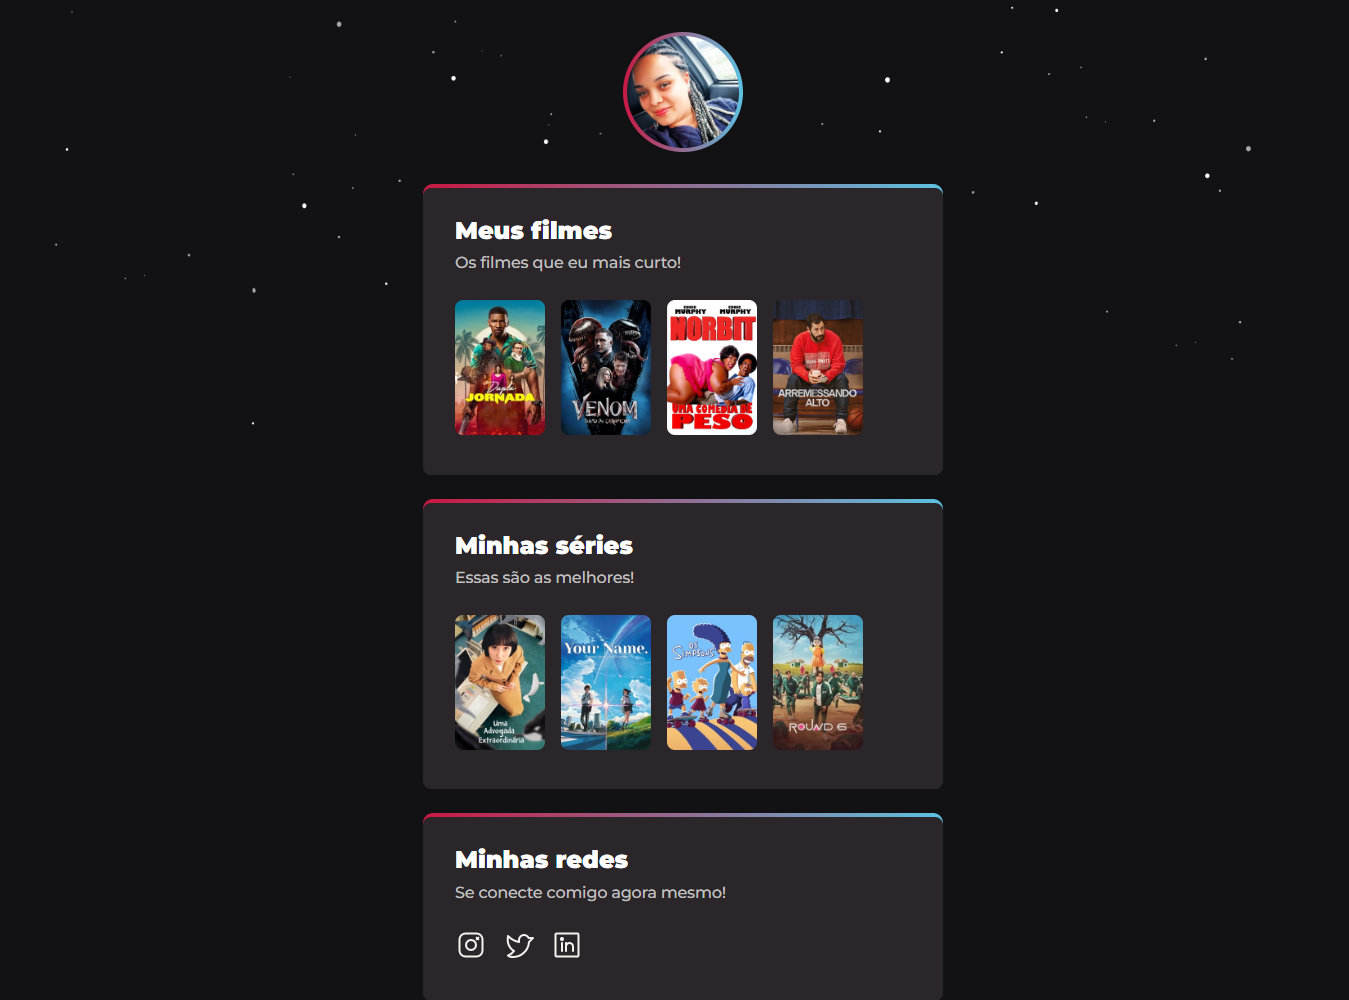 Meus filmes
Os filmes que eu mais curto!
Dupla
JORNADA
VENOM
EDDIE MURPHY EDDIE MURPHY
NORBIT
UMA COMÉDIA DE
PESO
ARREMESSANDO
ALTO
Minhas séries
Essas são as melhores!
Uma
Advogada
Extraordinária
Your Name.
OS
SIMPSONS
ROUND 6
Minhas redes
Se conecte comigo agora mesmo!
in